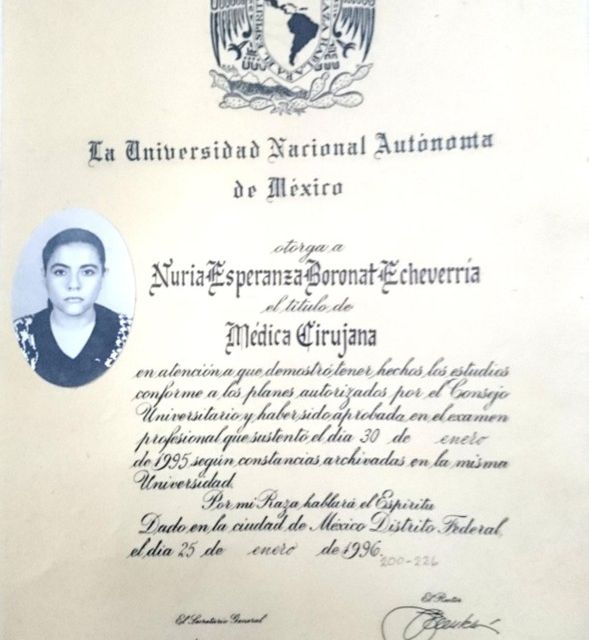 La Universidad Nacional Autónoma
de México
otorga a
Nuria Esperanza Boronat Echeverría
el título de
Médica Cirujana
en atención a que demostró tener hechos los estudios
conforme a los planes autorizados por el Consejo
Universitario y haber sido aprobada en el examen
profesional que sustentó el día 30 de enero
de 1995 según constancias archivadas en la misma
Universidad.
Por mi Raza hablará el Espíritu
Dado en la ciudad de México Distrito Federal,
el día 25 de enero de 1996.
200-226
El Rector
El Secretario General